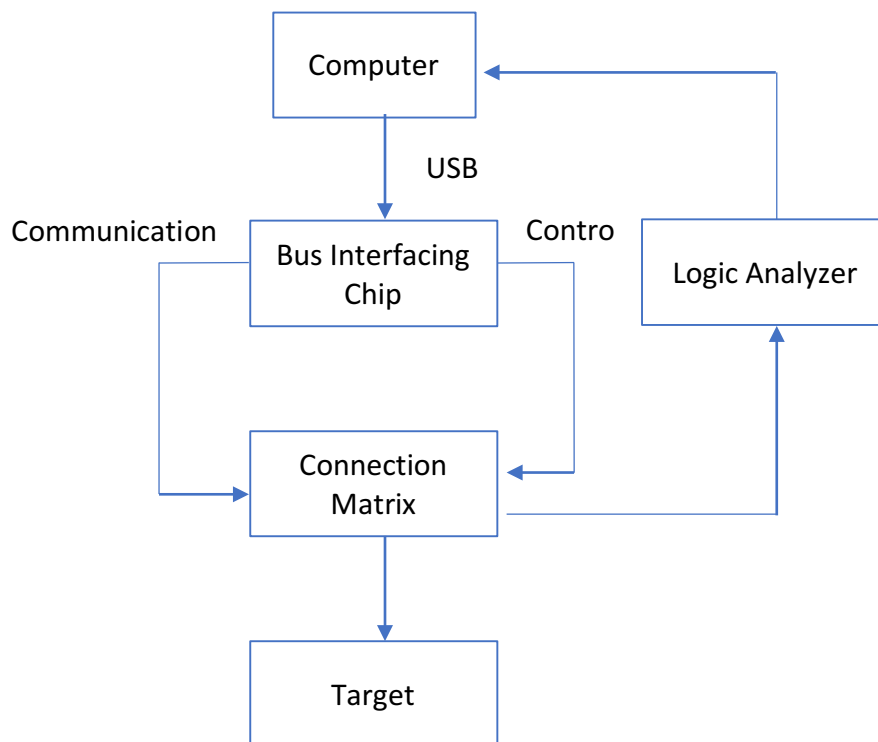 Computer
USB
Communication
Contro
Bus Interfacing
Chip
Logic Analyzer
Connection
Matrix
Target